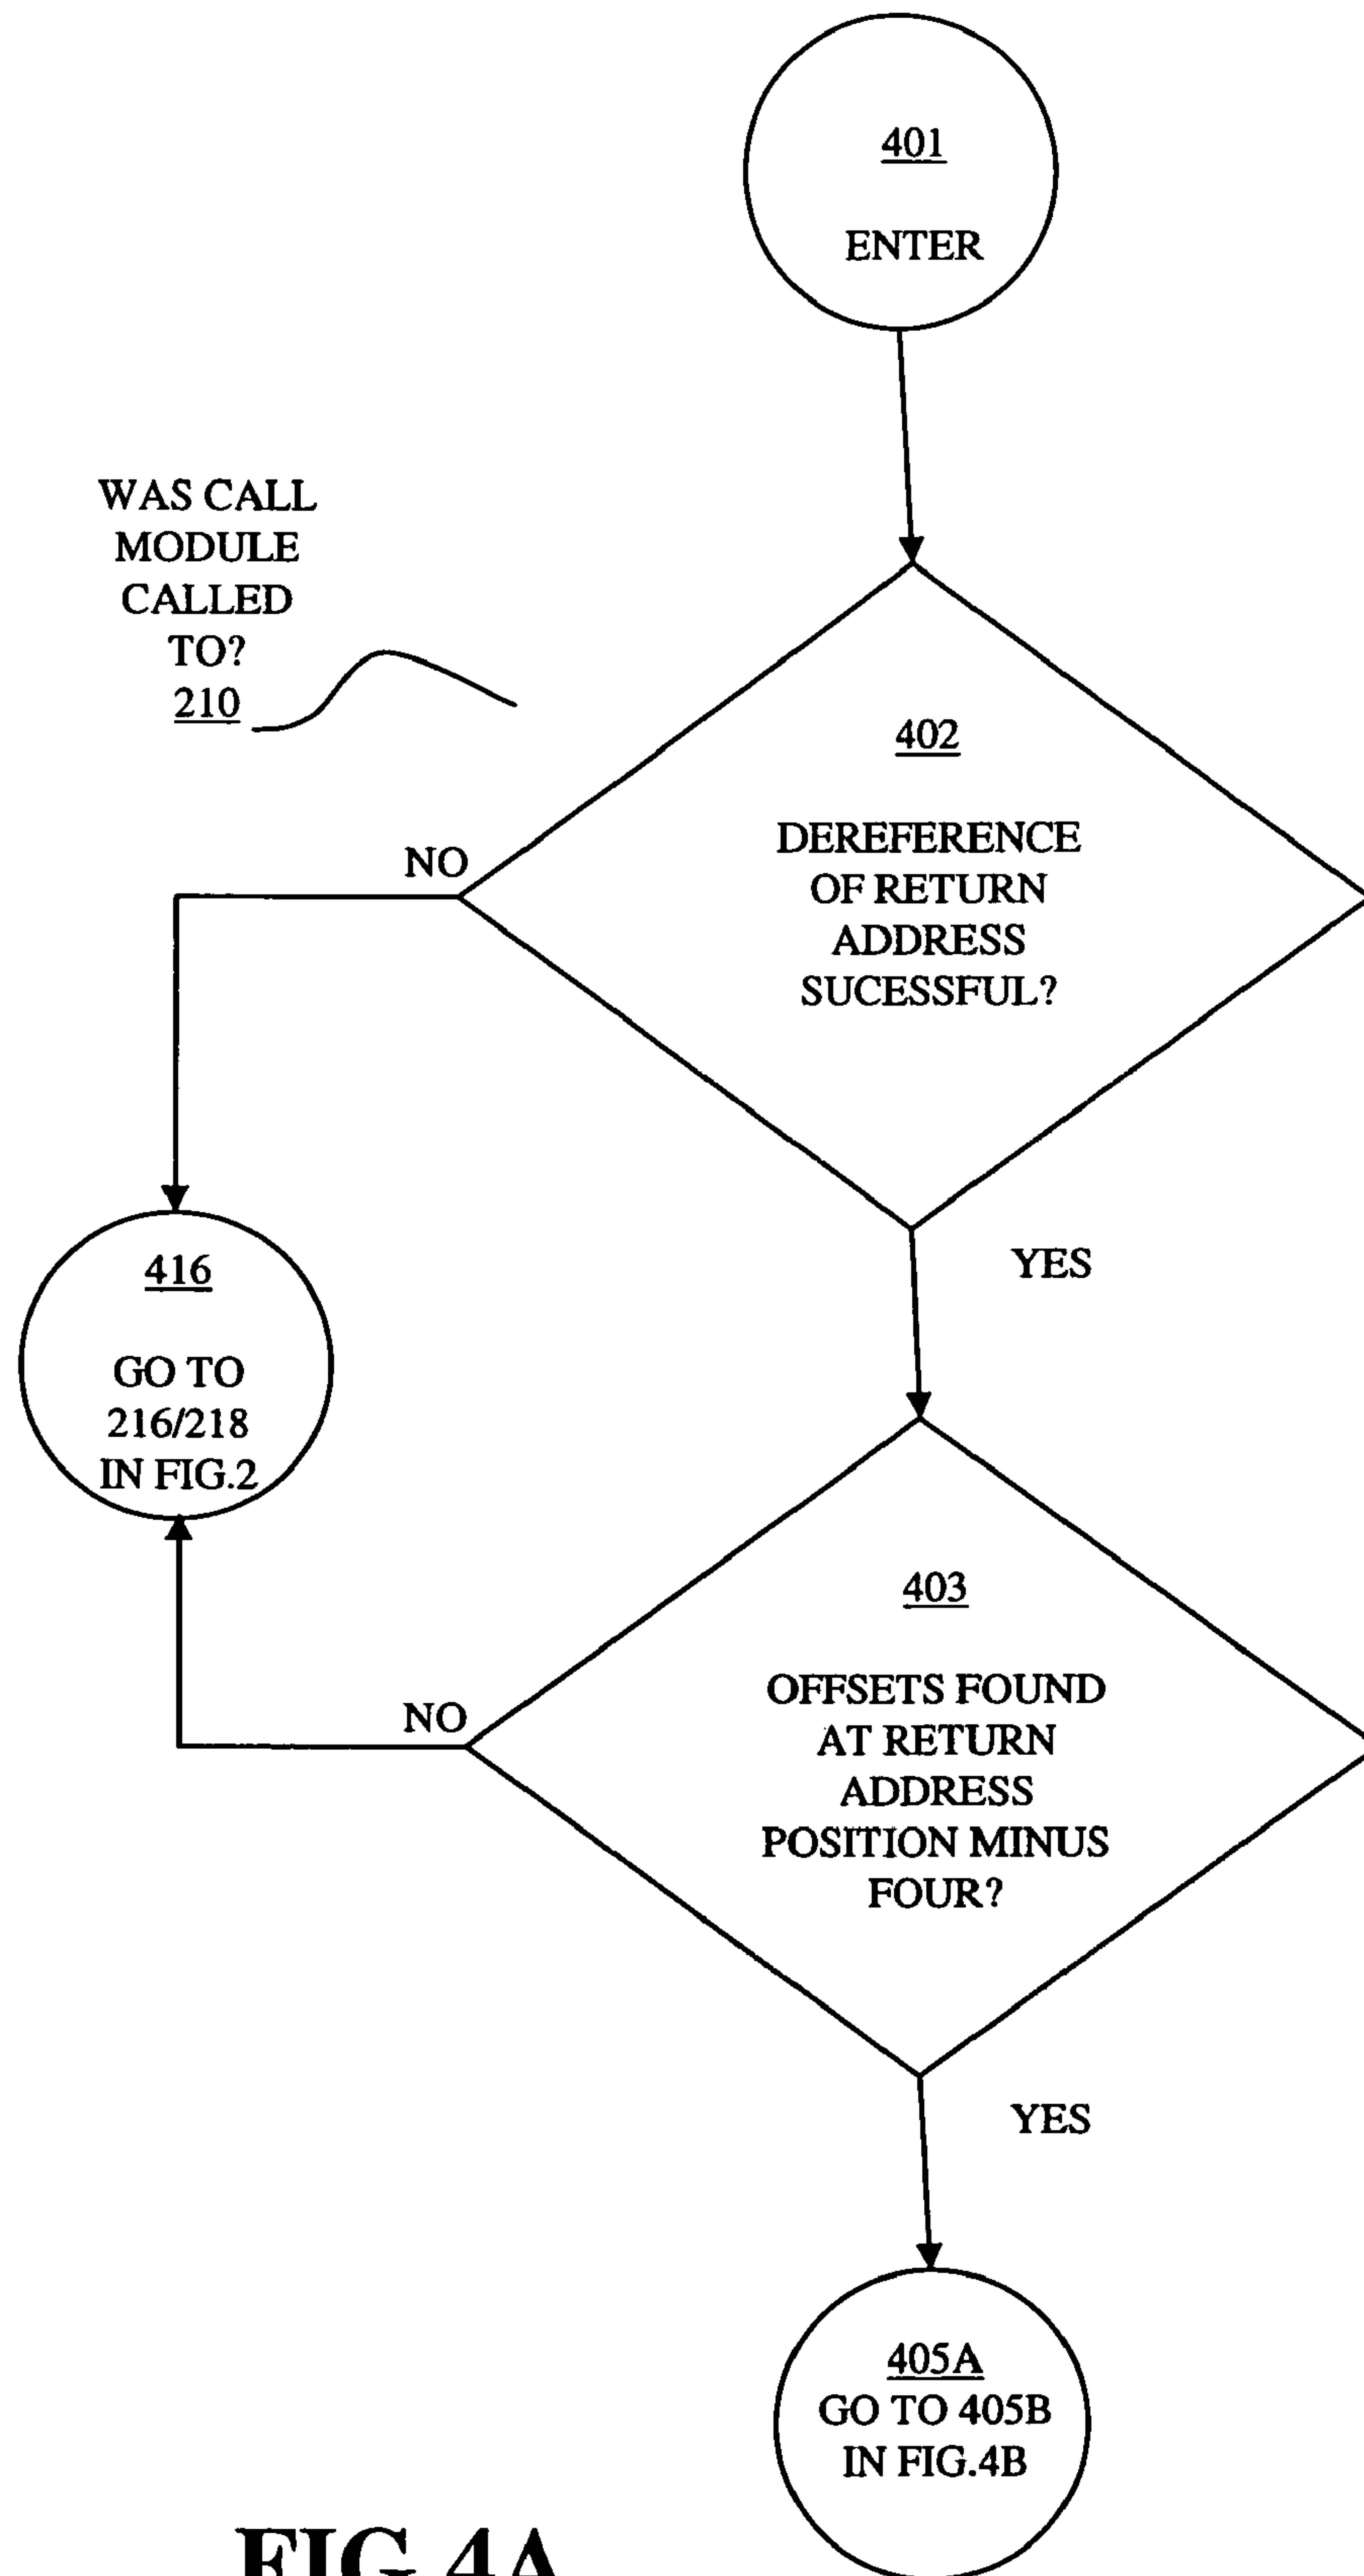 401
ENTER
WAS CALL
MODULE
CALLED
TO?
210
402
DEREFERENCE
OF RETURN
ADDRESS
SUCESSFUL?
NO
YES
416
GO TO
216/218
IN FIG.2
403
OFFSETS FOUND
AT RETURN
ADDRESS
POSITION MINUS
FOUR?
NO
YES
405A
GO TO 405B
IN FIG.4B
FIG.4A